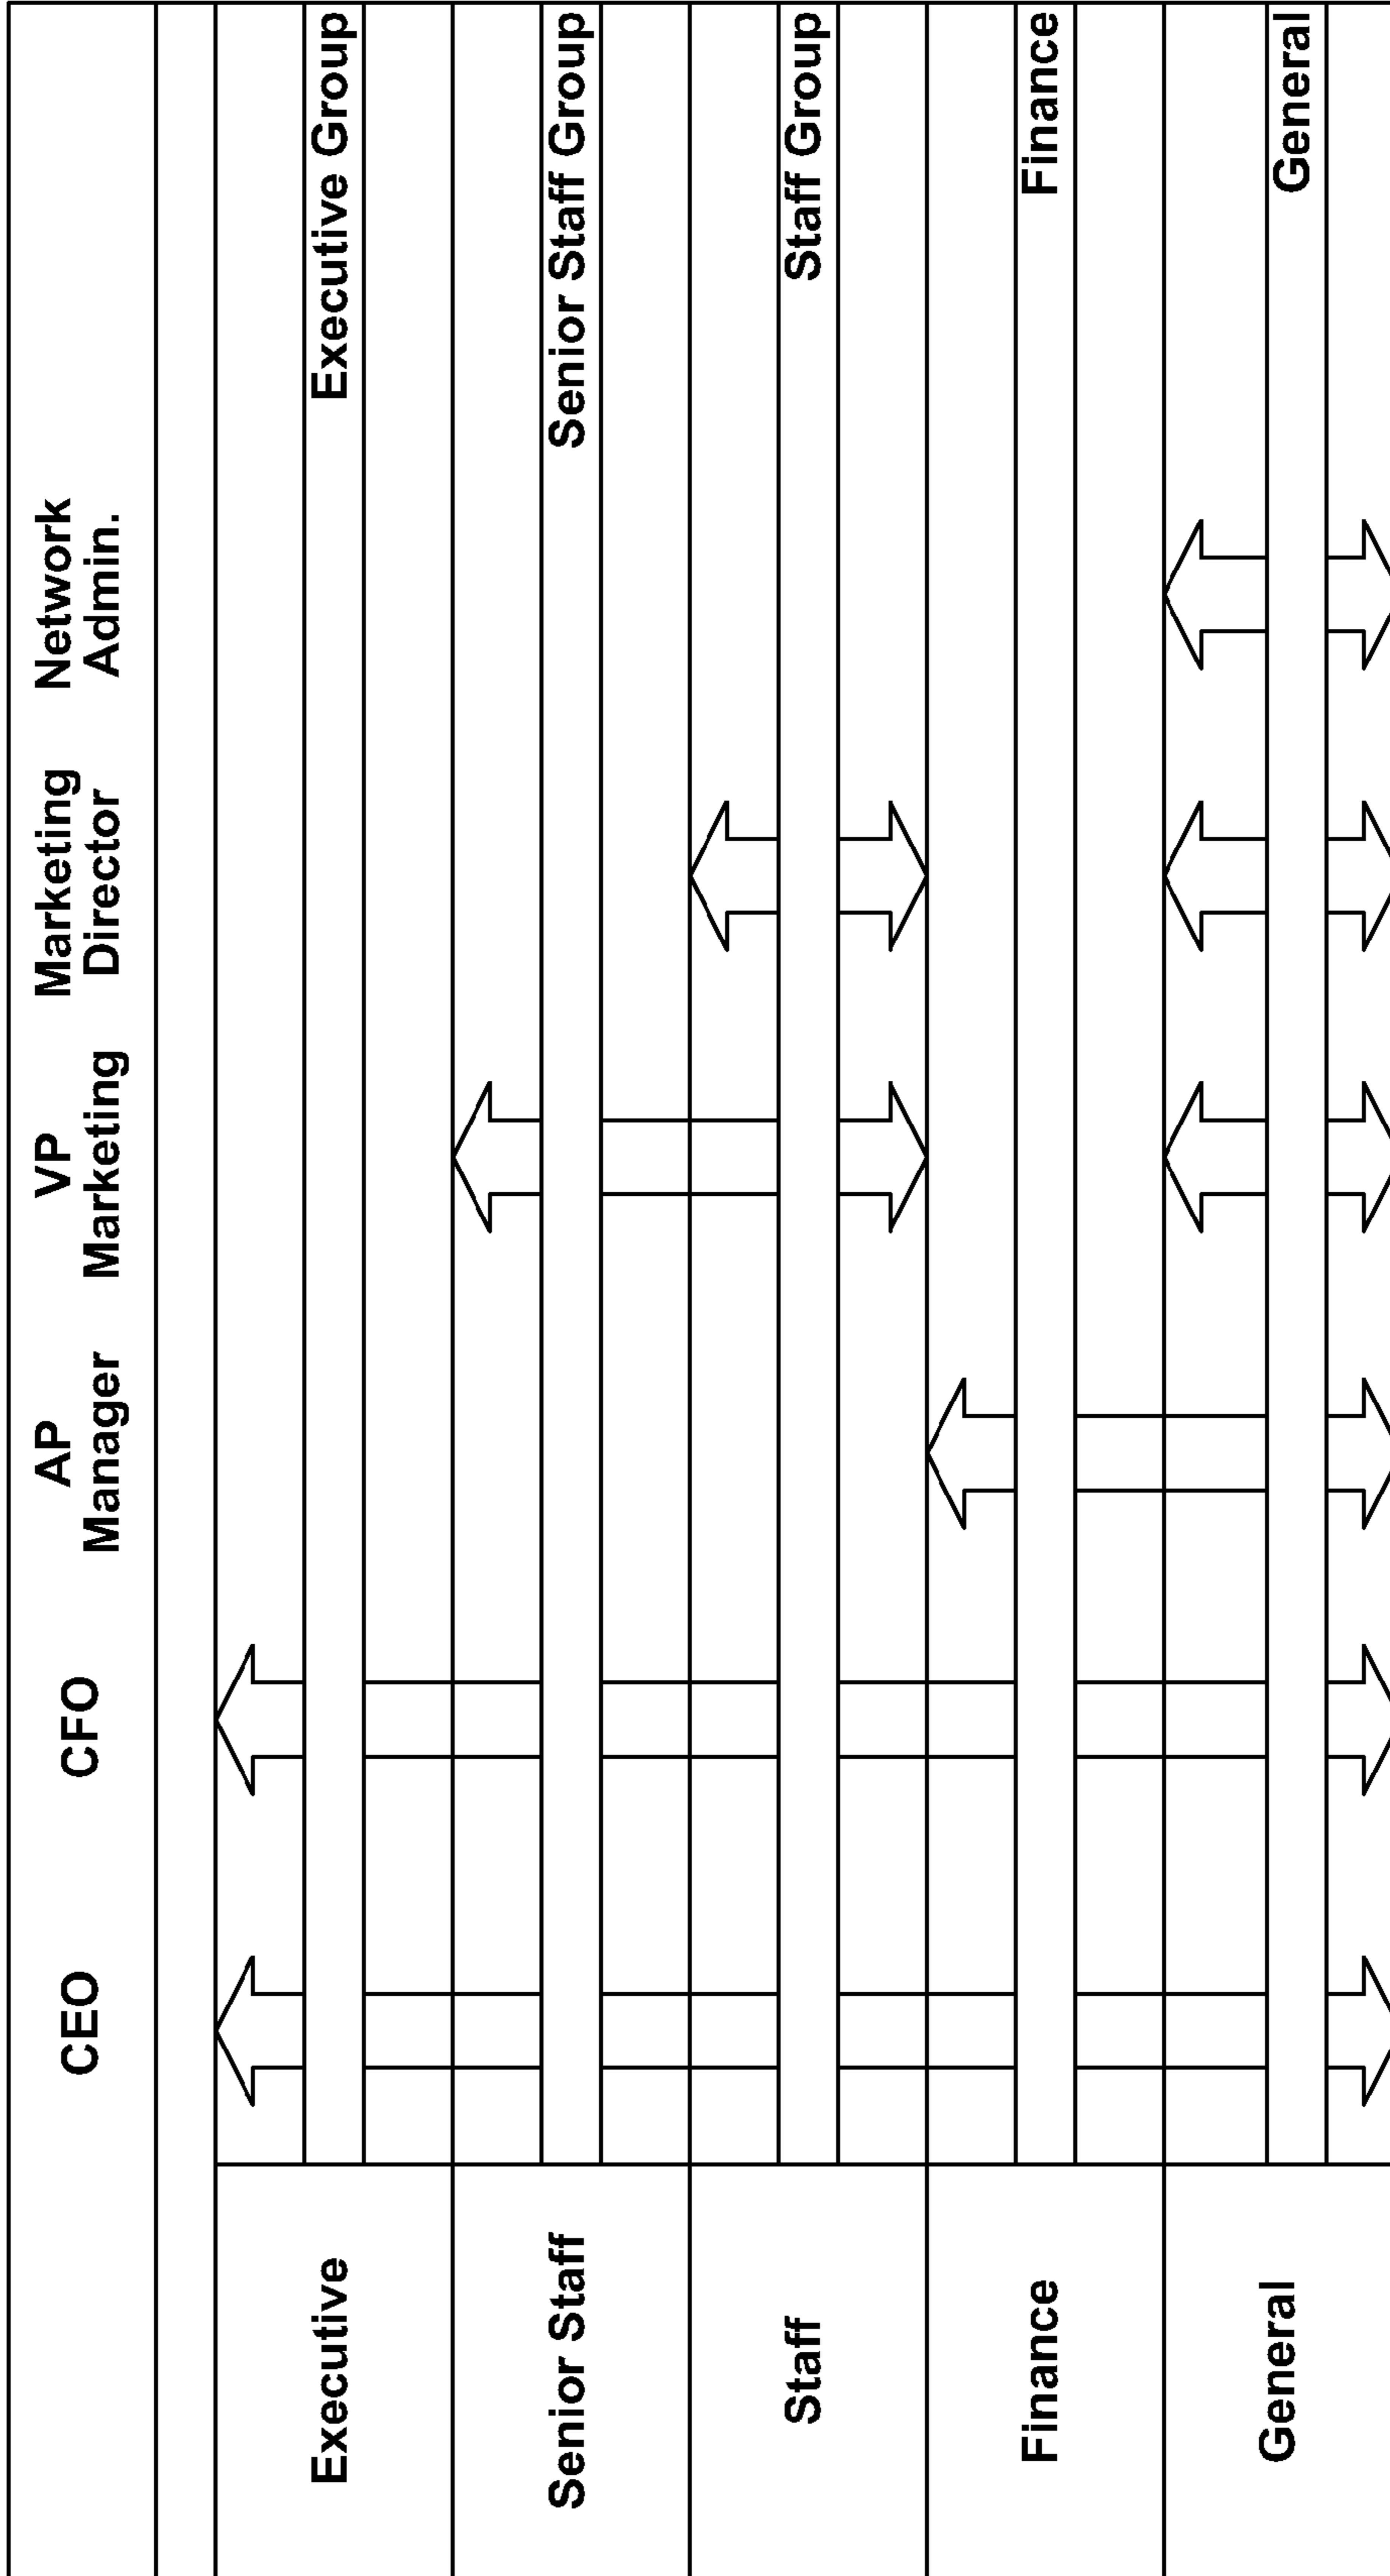 CEO
CFO
AP
Manager
VP
Marketing
Marketing
Director
Network
Admin.
Executive
Executive Group
Senior Staff
Senior Staff Group
Staff
Staff Group
Finance
Finance
General
General